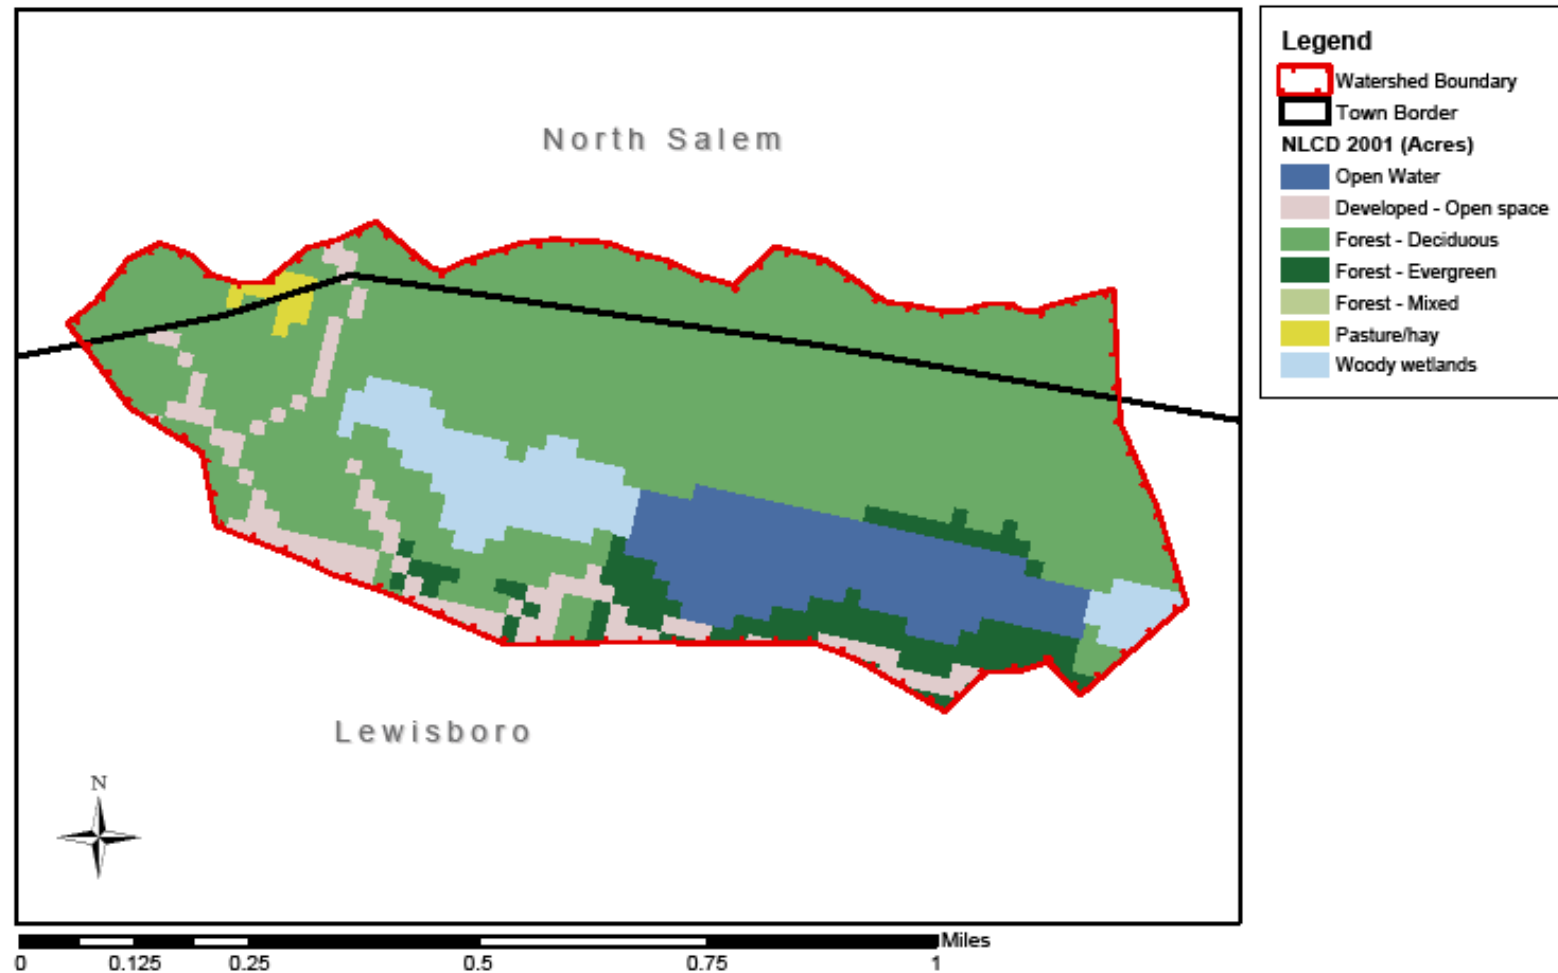 North Salem
Lewisboro
N
Legend
Watershed Boundary
Town Border
NLCD 2001 (Acres)
Open Water
Developed - Open space
Forest - Deciduous
Forest - Evergreen
Forest - Mixed
Pasture/hay
Woody wetlands
Miles
0 0.125 0.25 0.5 0.75 1